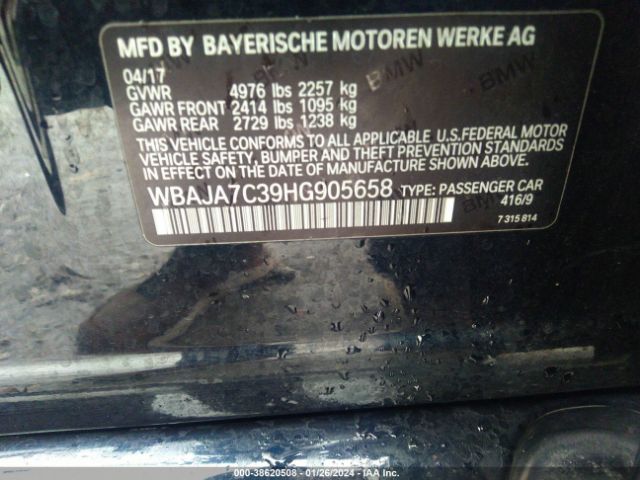 MFD BY BAYERISCHE MOTOREN WERKE AG
04/17
GVWR 4976 lbs 2257 kg
GAWR FRONT 2414 lbs 1095 kg
GAWR REAR 2729 lbs 1238 kg
THIS VEHICLE CONFORMS TO ALL APPLICABLE U.S.FEDERAL MOTOR
VEHICLE SAFETY, BUMPER AND THEFT PREVENTION STANDARDS
IN EFFECT ON THE DATE OF MANUFACTURE SHOWN ABOVE.
WBAJA7C39HG905658 TYPE: PASSENGER CAR
416/9
7 315 814
000-38620508 01/26/2024 IAAI.COM